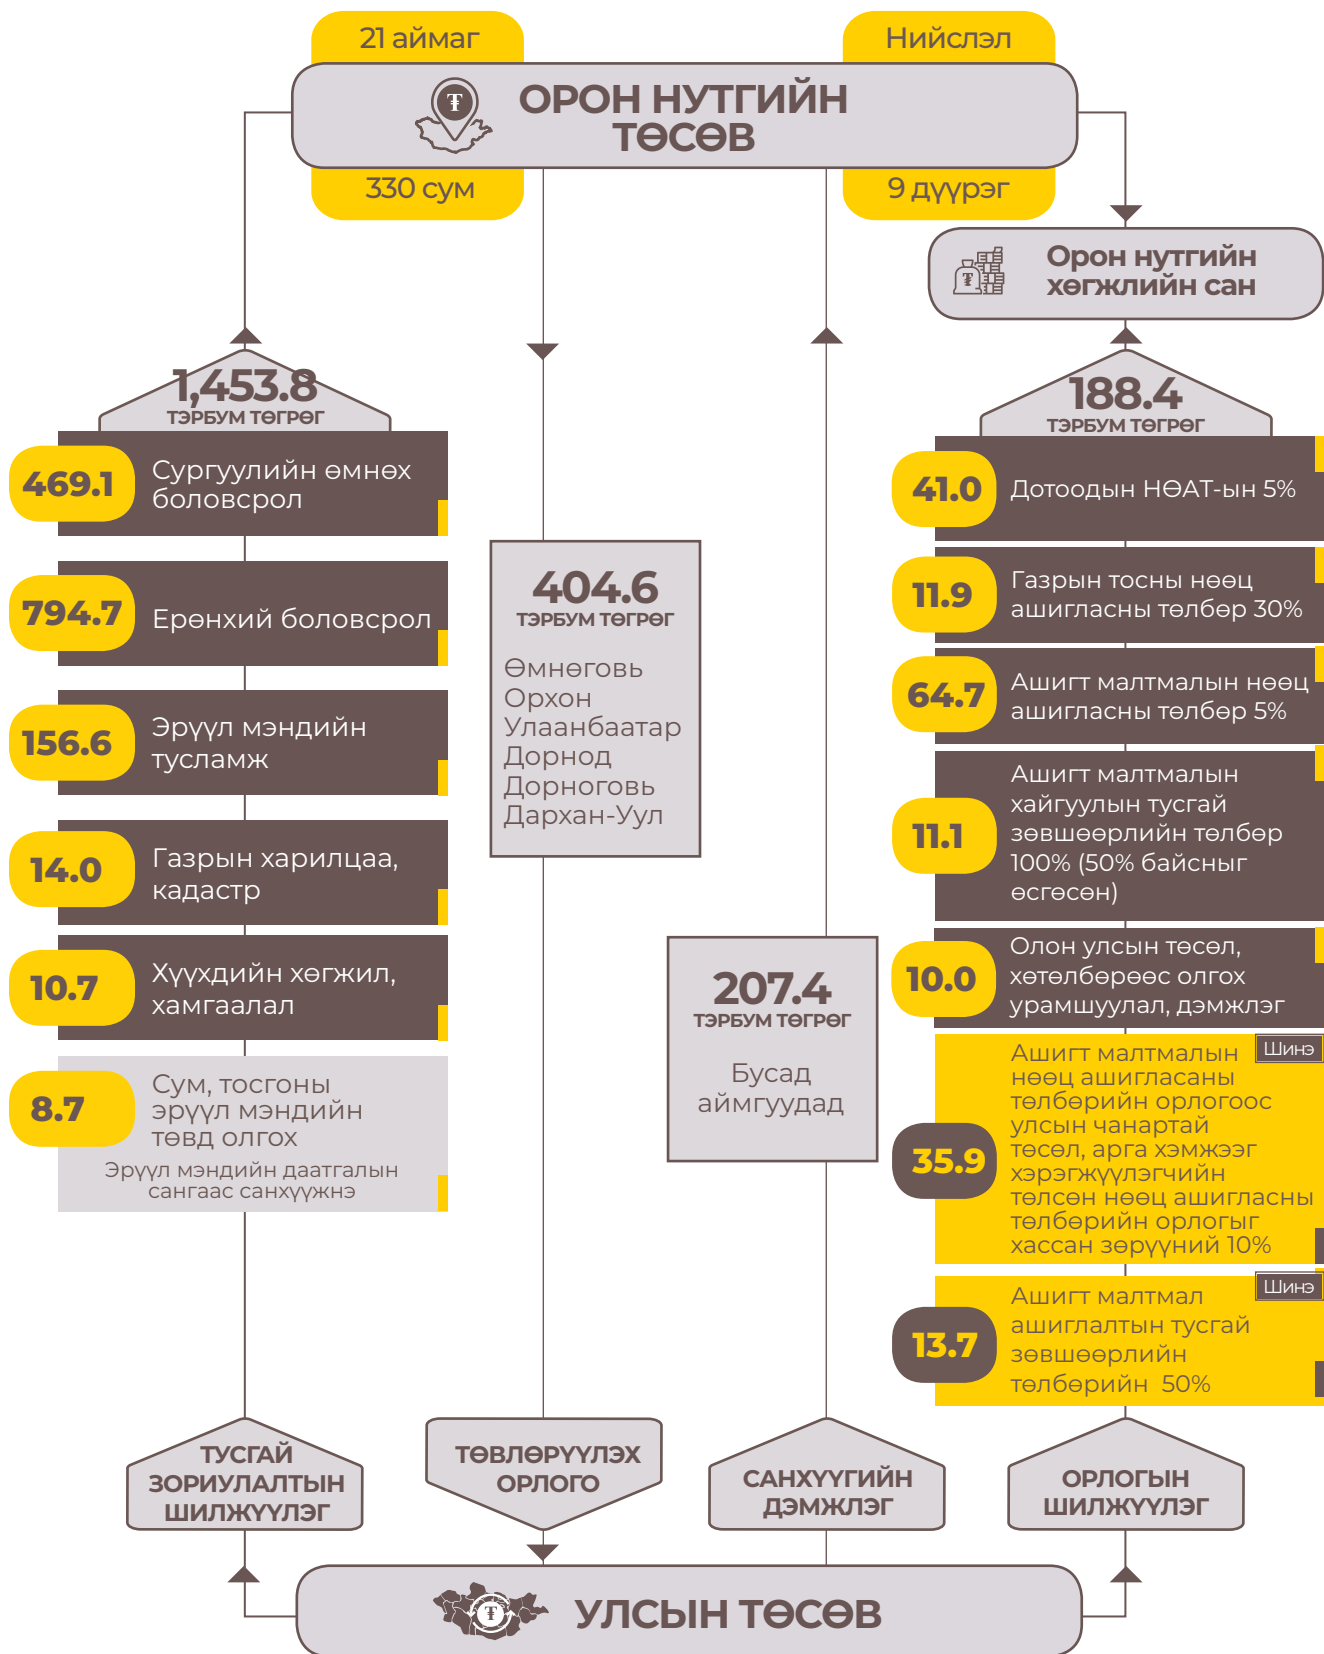 21 аймаг
Нийслэл
₮
ОРОН НУТГИЙН
ТӨСӨВ
330 сум
9 дүүрэг
₮
Орон нутгийн
хөгжлийн сан
1,453.8
ТЭРБУМ ТӨГРӨГ
469.1
Сургуулийн өмнөх
боловсрол
794.7
Ерөнхий боловсрол
156.6
Эрүүл мэндийн
тусламж
14.0
Газрын харилцаа,
кадастр
10.7
Хүүхдийн хөгжил,
хамгаалал
8.7
Сум, тосгоны
эрүүл мэндийн
төвд олгох
Эрүүл мэндийн даатгалын
сангаас санхүүжнэ
404.6
ТЭРБУМ ТӨГРӨГ
Өмнөговь
Орхон
Улаанбаатар
Дорнод
Дорноговь
Дархан-Уул
207.4
ТЭРБУМ ТӨГРӨГ
Бусад
аймгуудад
188.4
ТЭРБУМ ТӨГРӨГ
41.0
Дотоодын НӨАТ-ын 5%
11.9
Газрын тосны нөөц
ашигласны төлбөр 30%
64.7
Ашигт малтмалын нөөц
ашигласны төлбөр 5%
11.1
Ашигт малтмалын
хайгуулын тусгай
зөвшөөрлийн төлбөр
100% (50% байсныг
өсгөсөн)
10.0
Олон улсын төсөл,
хөтөлбөрөөс олгох
урамшуулал, дэмжлэг
Шинэ
35.9
Ашигт малтмалын
нөөц ашигласаны
төлбөрийн орлогоос
улсын чанартай
төсөл, арга хэмжээг
хэрэгжүүлэгчийн
төлсөн нөөц ашигласны
төлбөрийн орлогыг
хассан зөрүүний 10%
Шинэ
13.7
Ашигт малтмал
ашиглалтын тусгай
зөвшөөрлийн
төлбөрийн 50%
ТУСГАЙ
ЗОРИУЛАЛТЫН
ШИЛЖҮҮЛЭГ
ТӨВЛӨРҮҮЛЭХ
ОРЛОГО
САНХҮҮГИЙН
ДЭМЖЛЭГ
ОРЛОГЫН
ШИЛЖҮҮЛЭГ
₮
УЛСЫН ТӨСӨВ